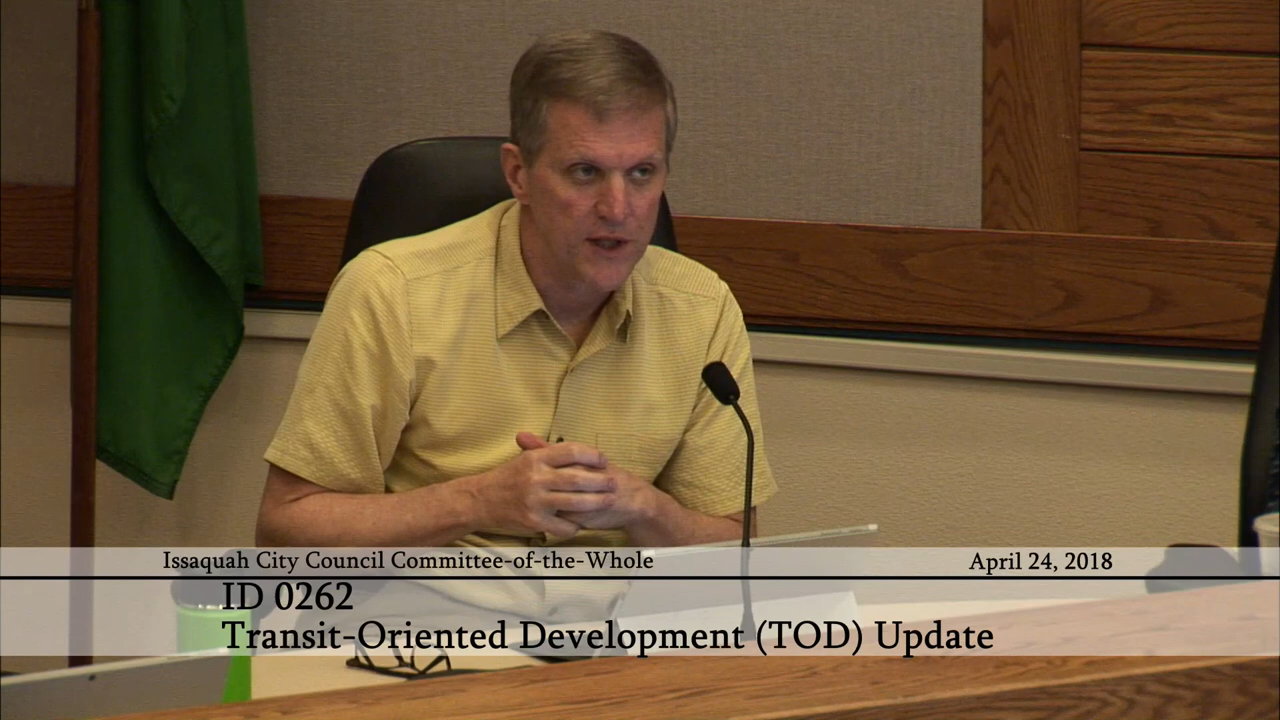 Issaquah City Council Committee-of-the-Whole April 24, 2018
ID 0262
Transit-Oriented Development (TOD) Update